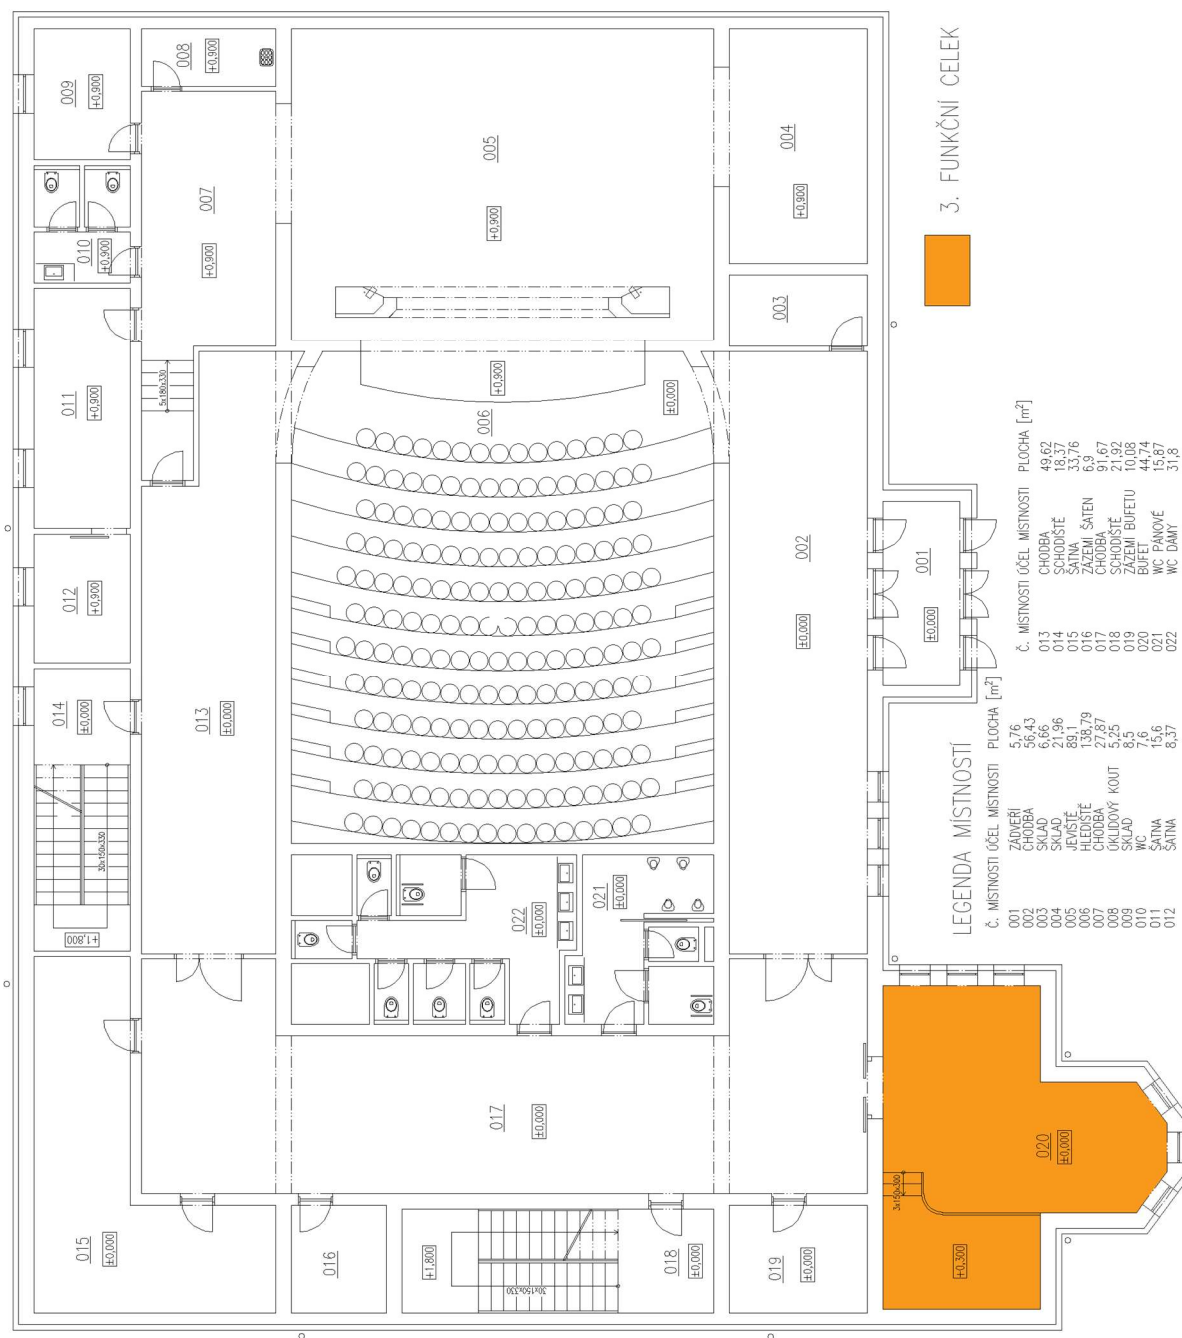 3. FUNKČNÍ CELEK
001
±0,000
002
±0,000
003
004
+0,900
005
+0,900
006
+0,900
±0,000
007
+0,900
008
+0,900
009
+0,900
010
+0,900
011
+0,900
5x180x330
012
+0,900
013
±0,000
014
±0,000
30x150x330
+1,800
015
±0,000
016
017
±0,000
018
±0,000
30x150x330
+1,800
019
±0,000
020
±0,000
3x150x300
+0,300
021
±0,000
022
±0,000
LEGENDA MÍSTNOSTÍ
Č. MÍSTNOSTI ÚČEL MÍSTNOSTI PLOCHA [m²]
001 ZÁDVEŘÍ 5,76
002 CHODBA 56,43
003 SKLAD 6,66
004 SKLAD 21,96
005 JEVIŠTĚ 89,1
006 HLEDIŠTĚ 138,79
007 CHODBA 27,87
008 ÚKLIDOVÝ KOUT 5,25
009 SKLAD 8,5
010 WC 7,6
011 ŠATNA 15,6
012 ŠATNA 8,37
Č. MÍSTNOSTI ÚČEL MÍSTNOSTI PLOCHA [m²]
013 CHODBA 49,62
014 SCHODIŠTĚ 18,37
015 ŠATNA 33,76
016 ZÁZEMÍ ŠATEN 6,9
017 CHODBA 91,67
018 SCHODIŠTĚ 21,92
019 ZÁZEMÍ BUFETU 10,08
020 BUFET 44,74
021 WC PÁNOVÉ 15,87
022 WC DÁMY 31,8